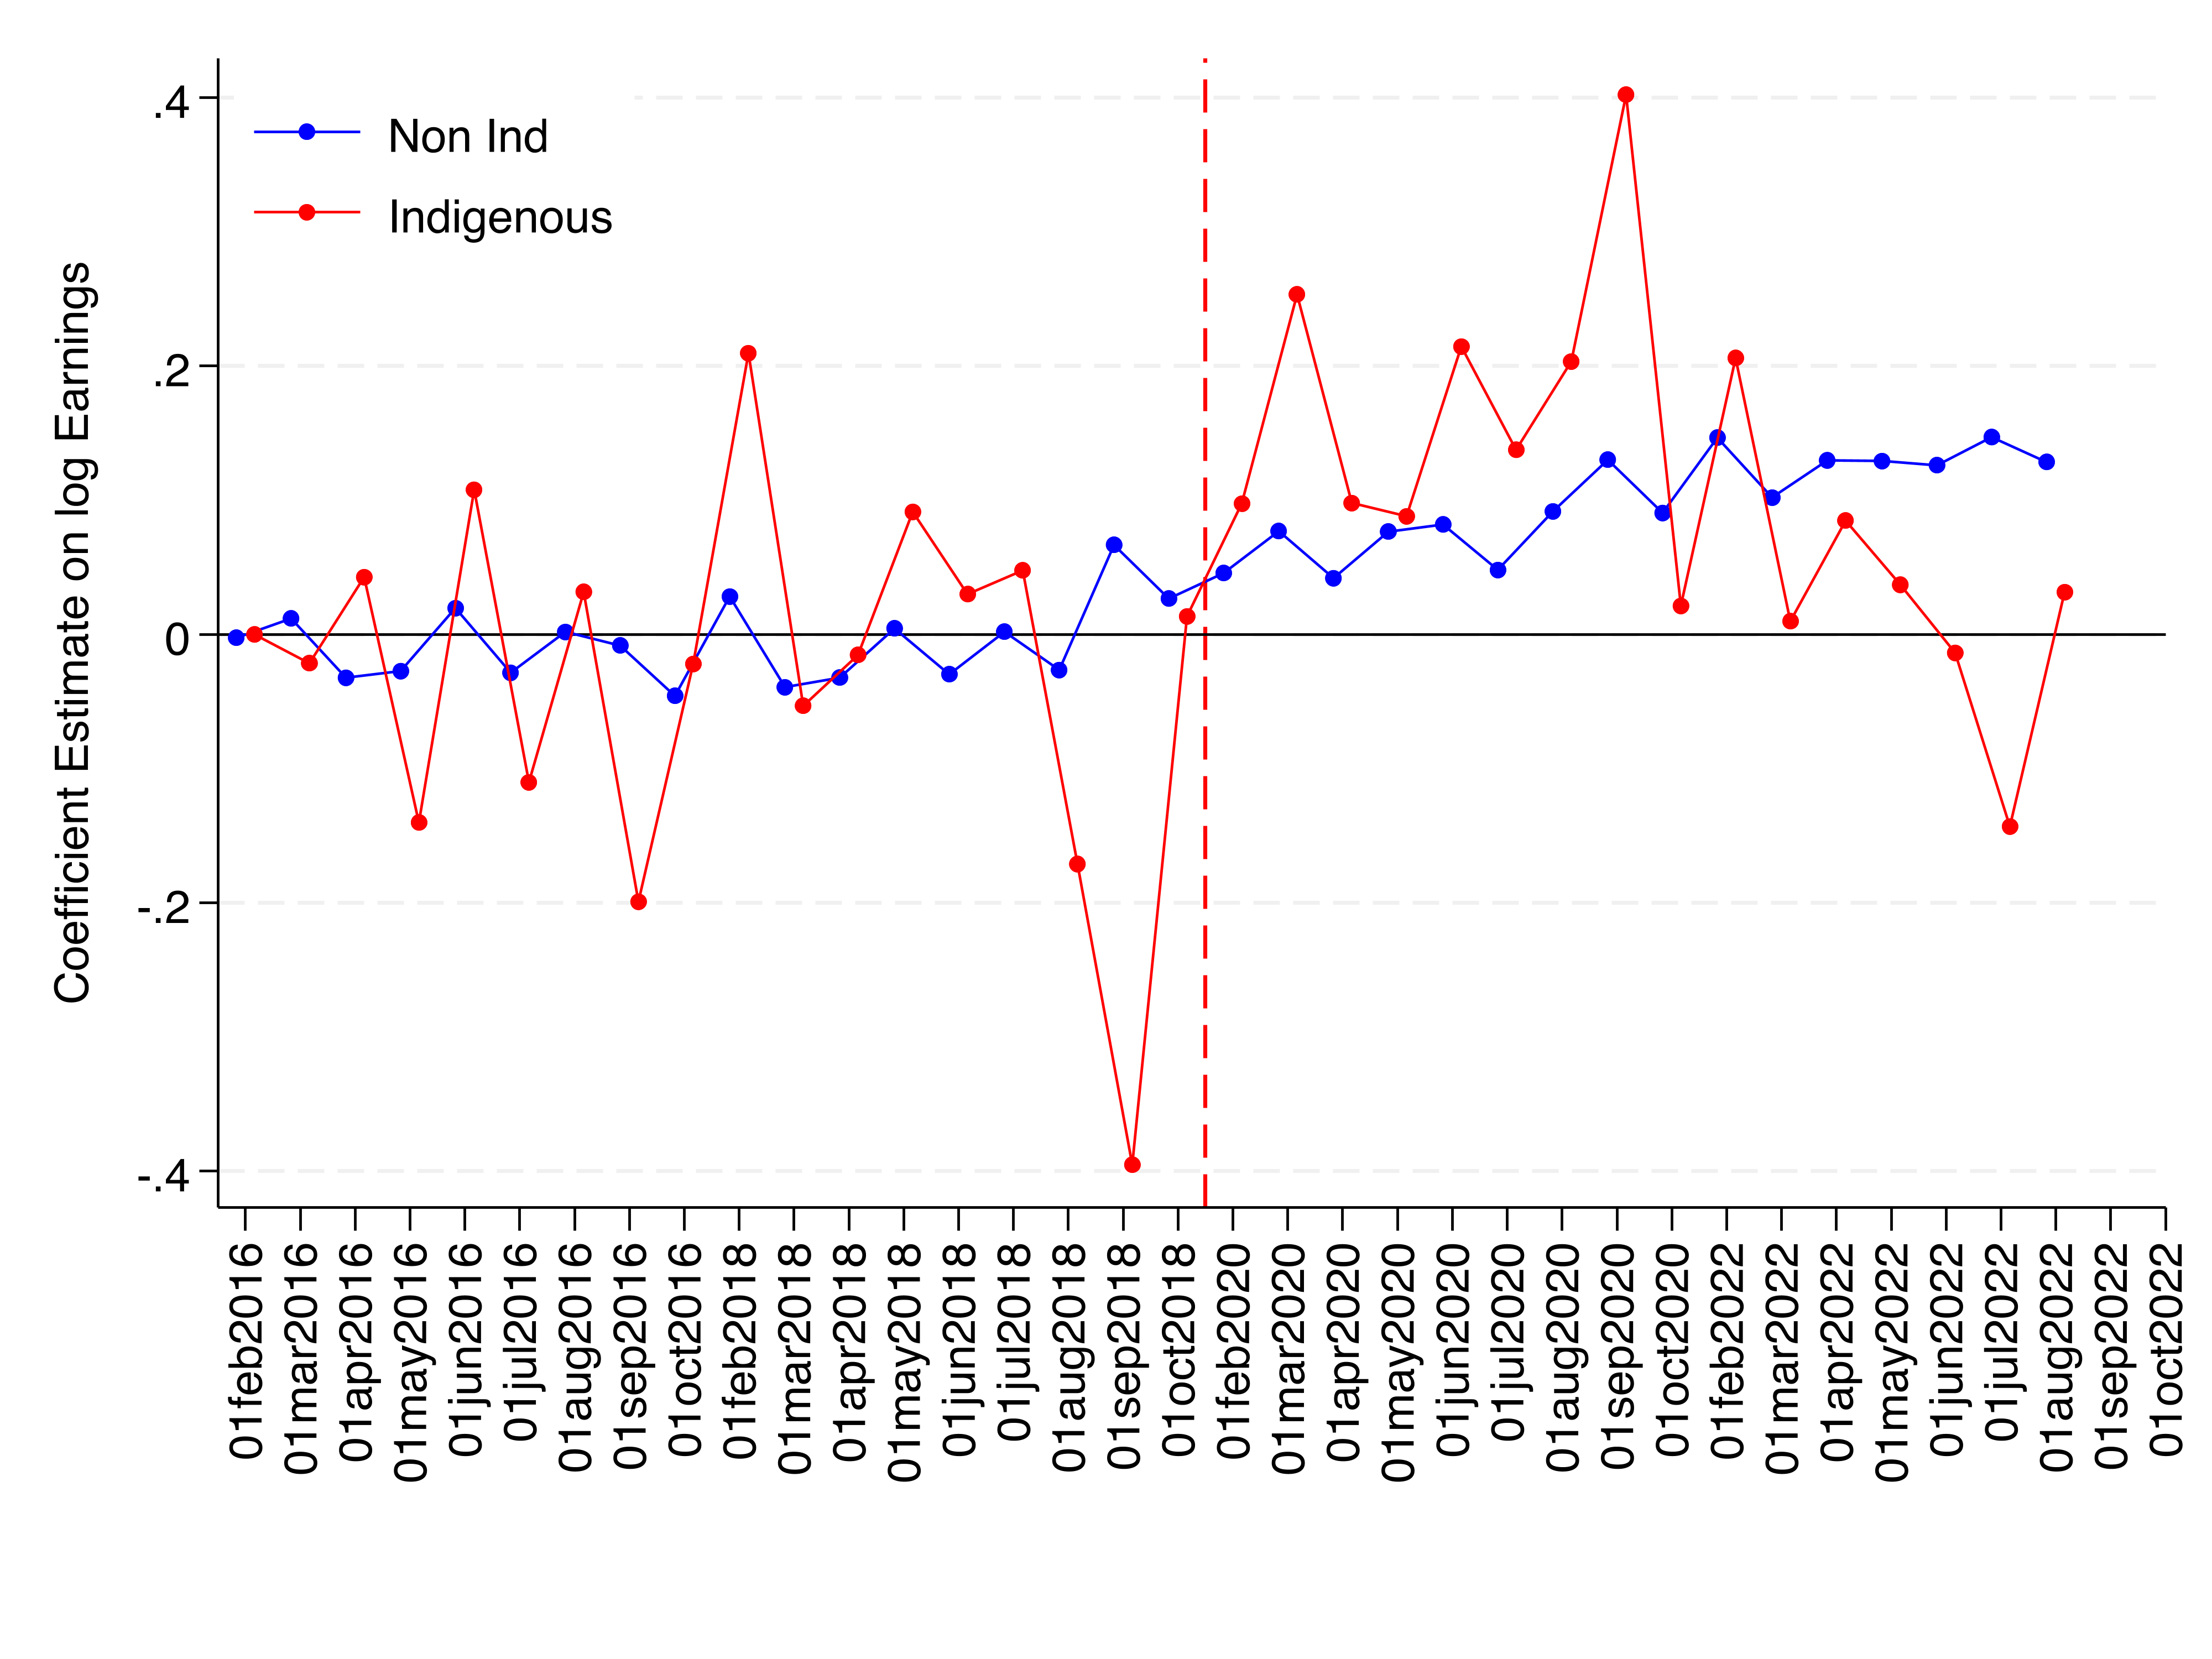 Coefficient Estimate on log Earnings
.4
.2
0
-.2
-.4
Non Ind
Indigenous
01feb2016
01mar2016
01apr2016
01may2016
01jun2016
01jul2016
01aug2016
01sep2016
01oct2016
01feb2018
01mar2018
01apr2018
01may2018
01jun2018
01jul2018
01aug2018
01sep2018
01oct2018
01feb2020
01mar2020
01apr2020
01may2020
01jun2020
01jul2020
01aug2020
01sep2020
01oct2020
01feb2022
01mar2022
01apr2022
01may2022
01jun2022
01jul2022
01aug2022
01sep2022
01oct2022